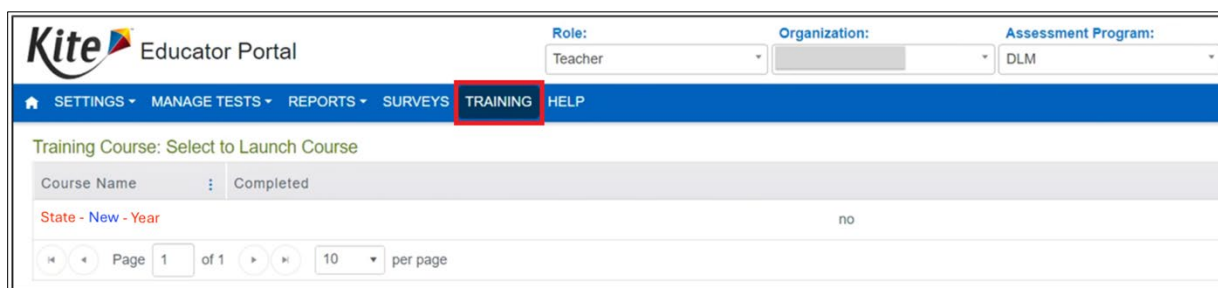 Kite Educator Portal
Role: Organization: Assessment Program:
Teacher DLM
SETTINGS MANAGE TESTS REPORTS SURVEYS TRAINING HELP
Training Course: Select to Launch Course
Course Name Completed
State - New - Year no
Page 1 of 1 10 per page